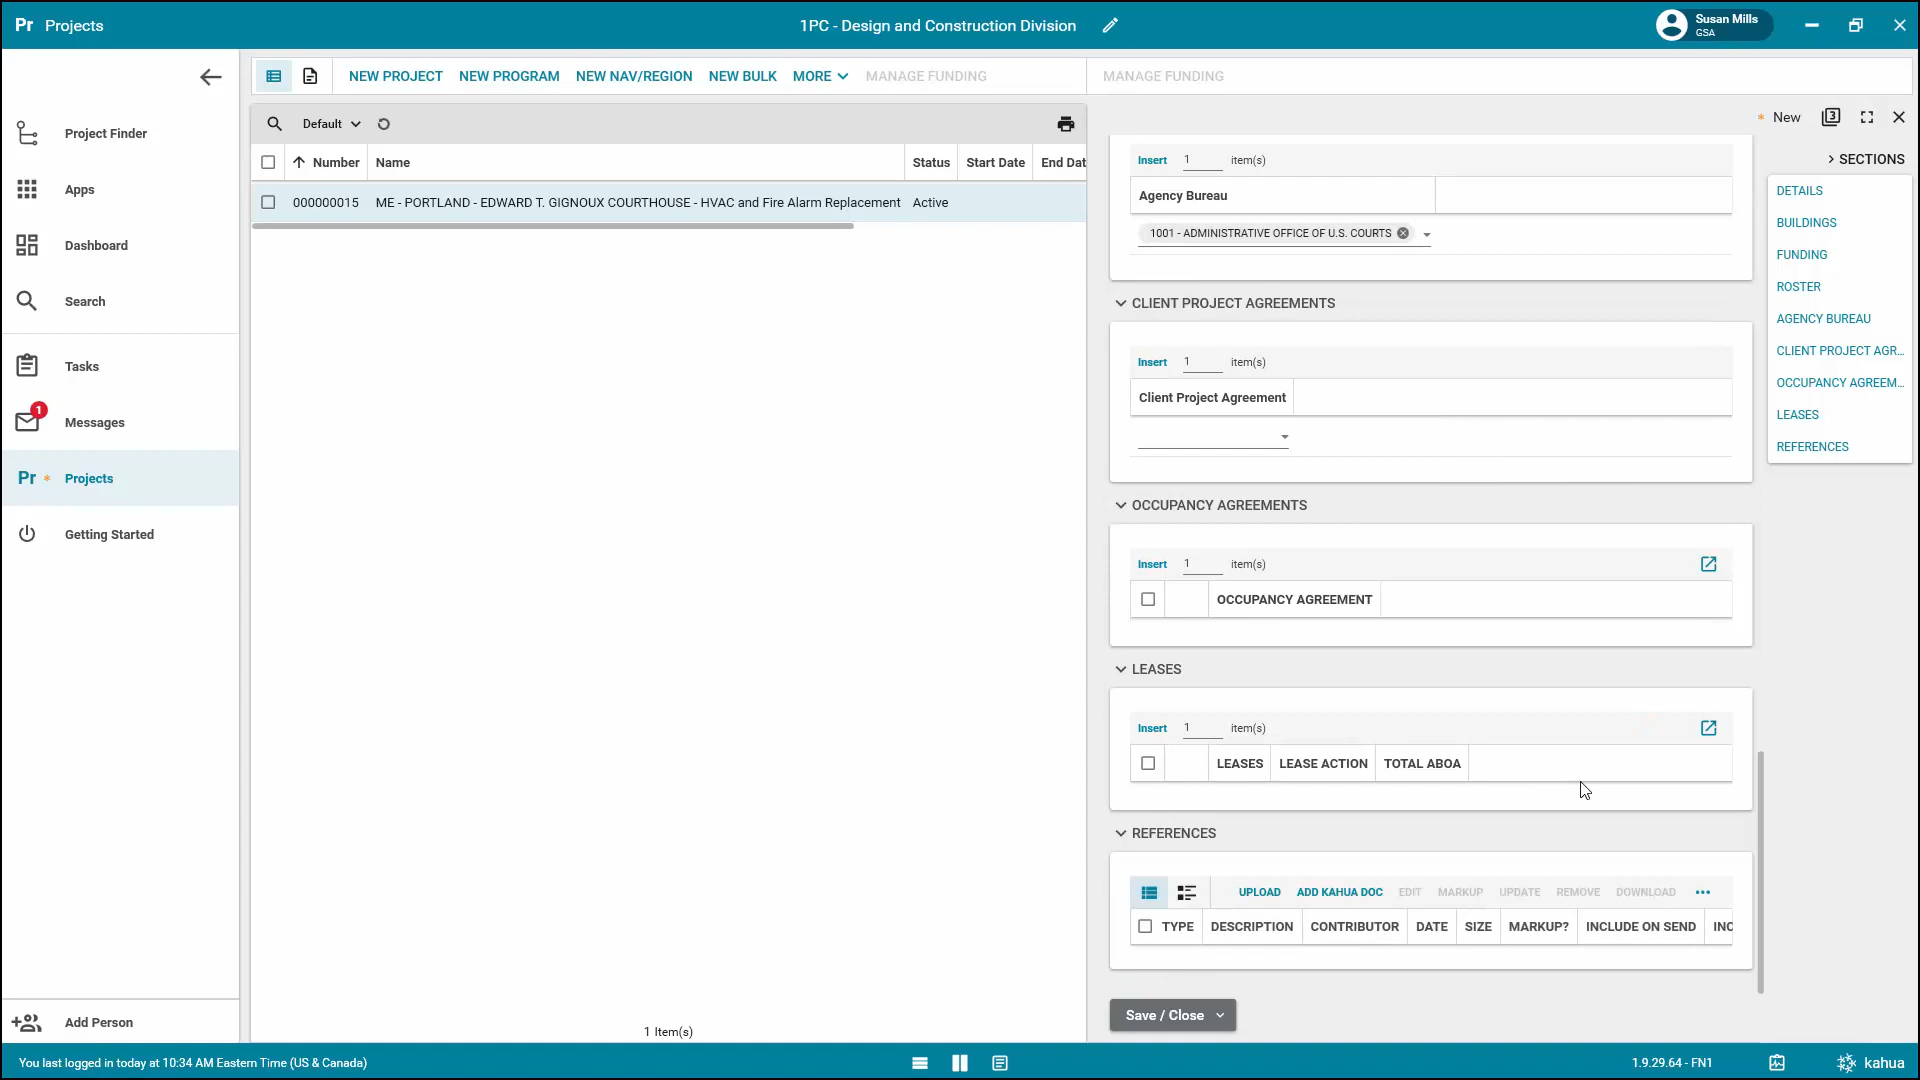 Pr Projects
1PC - Design and Construction Division
Susan Mills
GSA
Project Finder
Apps
Dashboard
Search
Tasks
1
Messages
Pr * Projects
Getting Started
Add Person
NEW PROJECT NEW PROGRAM NEW NAV/REGION NEW BULK MORE MANAGE FUNDING
Default
Number Name Status Start Date End Dat
000000015 ME - PORTLAND - EDWARD T. GIGNOUX COURTHOUSE - HVAC and Fire Alarm Replacement Active
1 Item(s)
MANAGE FUNDING
* New 3
Insert 1 item(s)
Agency Bureau
1001 - ADMINISTRATIVE OFFICE OF U.S. COURTS
CLIENT PROJECT AGREEMENTS
Insert 1 item(s)
Client Project Agreement
OCCUPANCY AGREEMENTS
Insert 1 item(s)
OCCUPANCY AGREEMENT
LEASES
Insert 1 item(s)
LEASES LEASE ACTION TOTAL ABOA
REFERENCES
UPLOAD ADD KAHUA DOC EDIT MARKUP UPDATE REMOVE DOWNLOAD •••
TYPE DESCRIPTION CONTRIBUTOR DATE SIZE MARKUP? INCLUDE ON SEND INC
Save / Close
SECTIONS
DETAILS
BUILDINGS
FUNDING
ROSTER
AGENCY BUREAU
CLIENT PROJECT AGR...
OCCUPANCY AGREEM...
LEASES
REFERENCES
You last logged in today at 10:34 AM Eastern Time (US & Canada)
1.9.29.64 - FN1
kahua